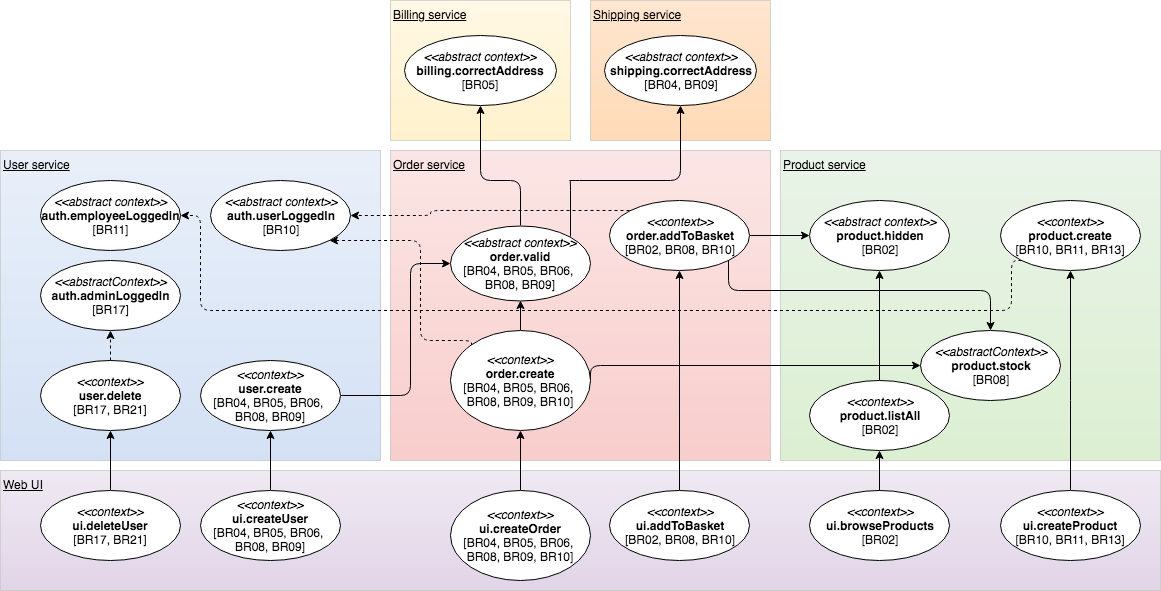 Billing service
<<abstract context>>
billing.correctAddress
[BR05]
Shipping service
<<abstract context>>
shipping.correctAddress
[BR04, BR09]
User service
<<abstract context>>
auth.employeeLoggedIn
[BR11]
<<abstract context>>
auth.userLoggedIn
[BR10]
<<abstractContext>>
auth.adminLoggedIn
[BR17]
<<context>>
user.delete
[BR17, BR21]
<<context>>
user.create
[BR04, BR05, BR06,
BR08, BR09]
Order service
<<abstract context>>
order.valid
[BR04, BR05, BR06,
BR08, BR09]
<<context>>
order.addToBasket
[BR02, BR08, BR10]
<<context>>
order.create
[BR04, BR05, BR06,
BR08, BR09, BR10]
Product service
<<abstract context>>
product.hidden
[BR02]
<<context>>
product.create
[BR10, BR11, BR13]
<<abstractContext>>
product.stock
[BR08]
<<context>>
product.listAll
[BR02]
Web UI
<<context>>
ui.deleteUser
[BR17, BR21]
<<context>>
ui.createUser
[BR04, BR05, BR06,
BR08, BR09]
<<context>>
ui.createOrder
[BR04, BR05, BR06,
BR08, BR09, BR10]
<<context>>
ui.addToBasket
[BR02, BR08, BR10]
<<context>>
ui.browseProducts
[BR02]
<<context>>
ui.createProduct
[BR10, BR11, BR13]